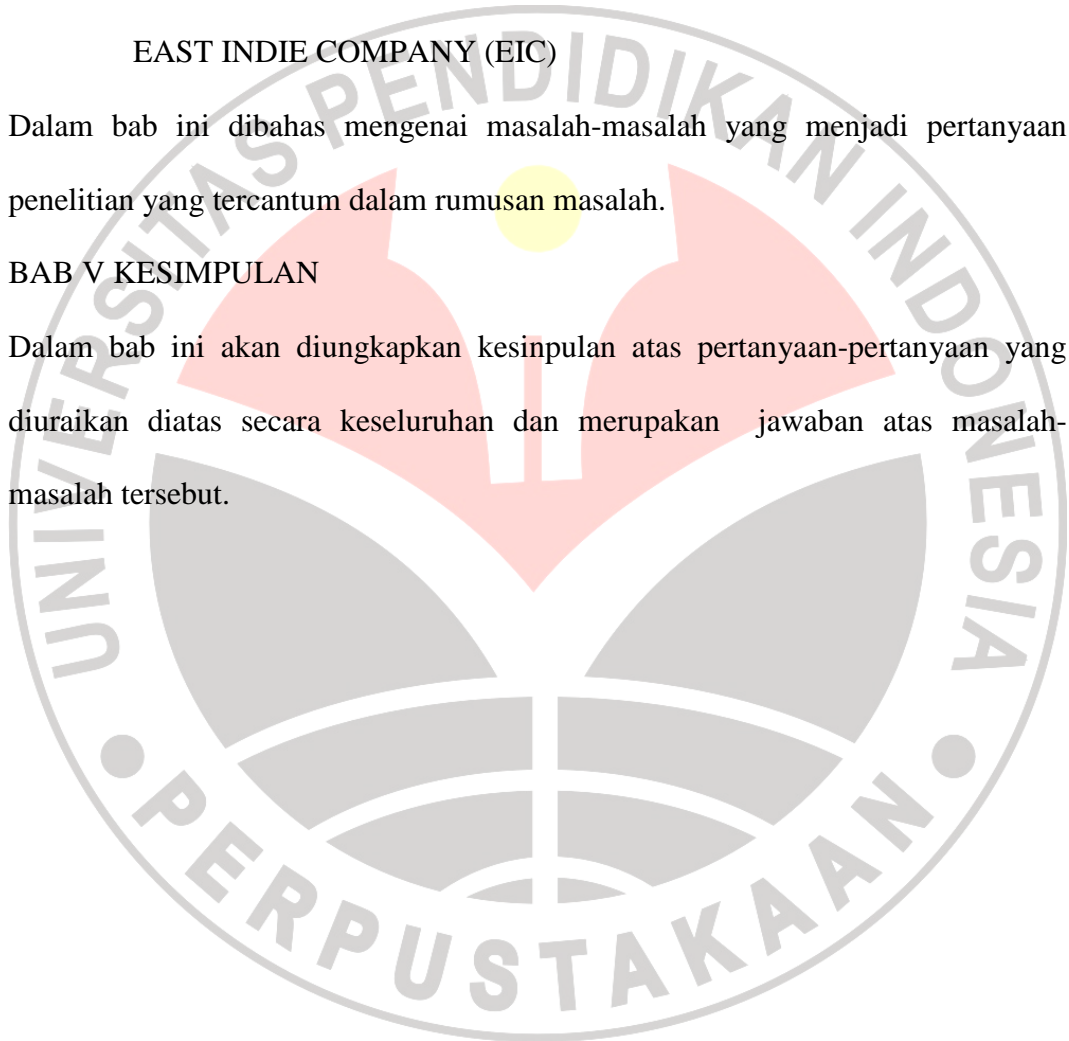 EAST INDIE COMPANY (EIC)
Dalam bab ini dibahas mengenai masalah-masalah yang menjadi pertanyaan
penelitian yang tercantum dalam rumusan masalah.
BAB V KESIMPULAN
Dalam bab ini akan diungkapkan kesinpulan atas pertanyaan-pertanyaan yang
diuraikan diatas secara keseluruhan dan merupakan jawaban atas masalah-
masalah tersebut.
UNIVERSITAS PENDIDIKAN INDONESIA
PERPUSTAKAAN